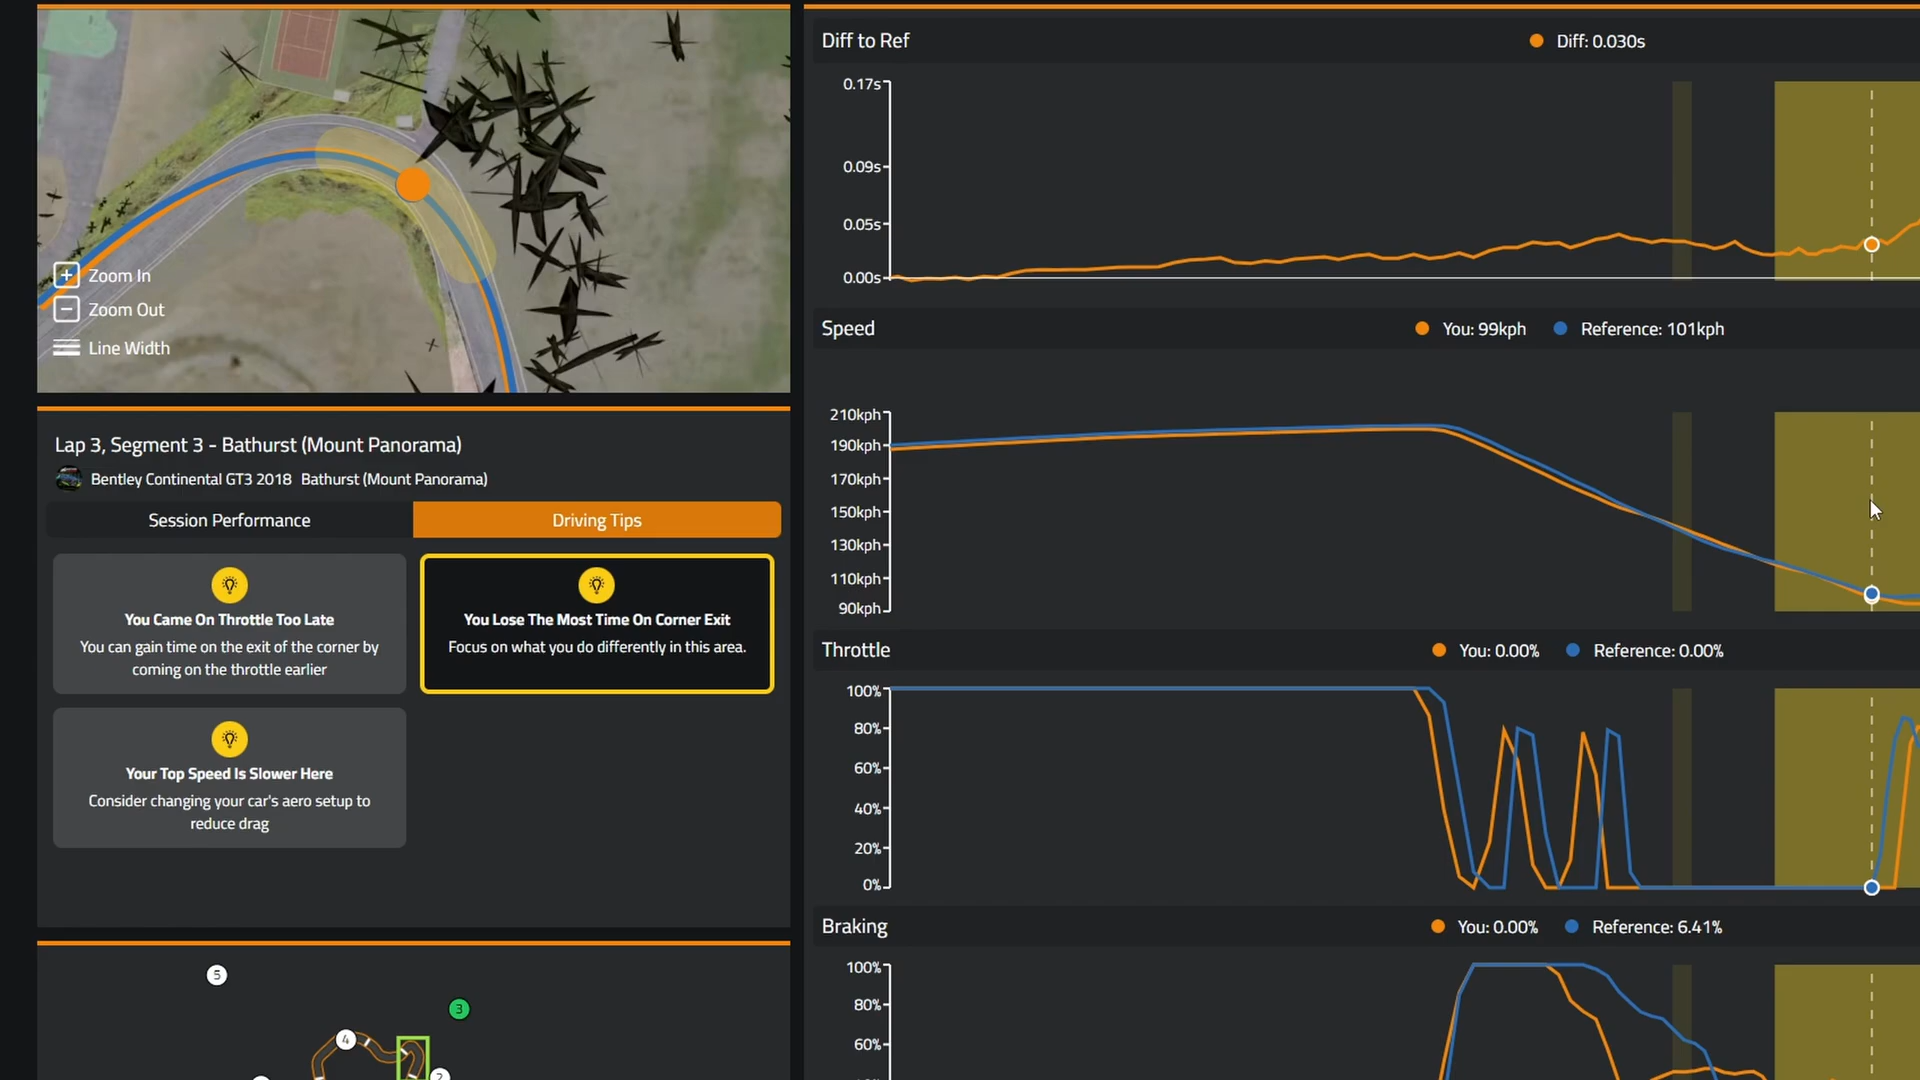 Zoom In
Zoom Out
Line Width
Lap 3, Segment 3 - Bathurst (Mount Panorama)
Bentley Continental GT3 2018 Bathurst (Mount Panorama)
Session Performance
Driving Tips
You Came On Throttle Too Late
You can gain time on the exit of the corner by
coming on the throttle earlier
You Lose The Most Time On Corner Exit
Focus on what you do differently in this area.
Your Top Speed Is Slower Here
Consider changing your car's aero setup to
reduce drag
5
3
4
2
Diff to Ref
Diff: 0.030s
0.17s
0.09s
0.05s
0.00s
Speed
You: 99kph
Reference: 101kph
210kph
190kph
170kph
150kph
130kph
110kph
90kph
Throttle
You: 0.00%
Reference: 0.00%
100%
80%
60%
40%
20%
0%
Braking
You: 0.00%
Reference: 6.41%
100%
80%
60%